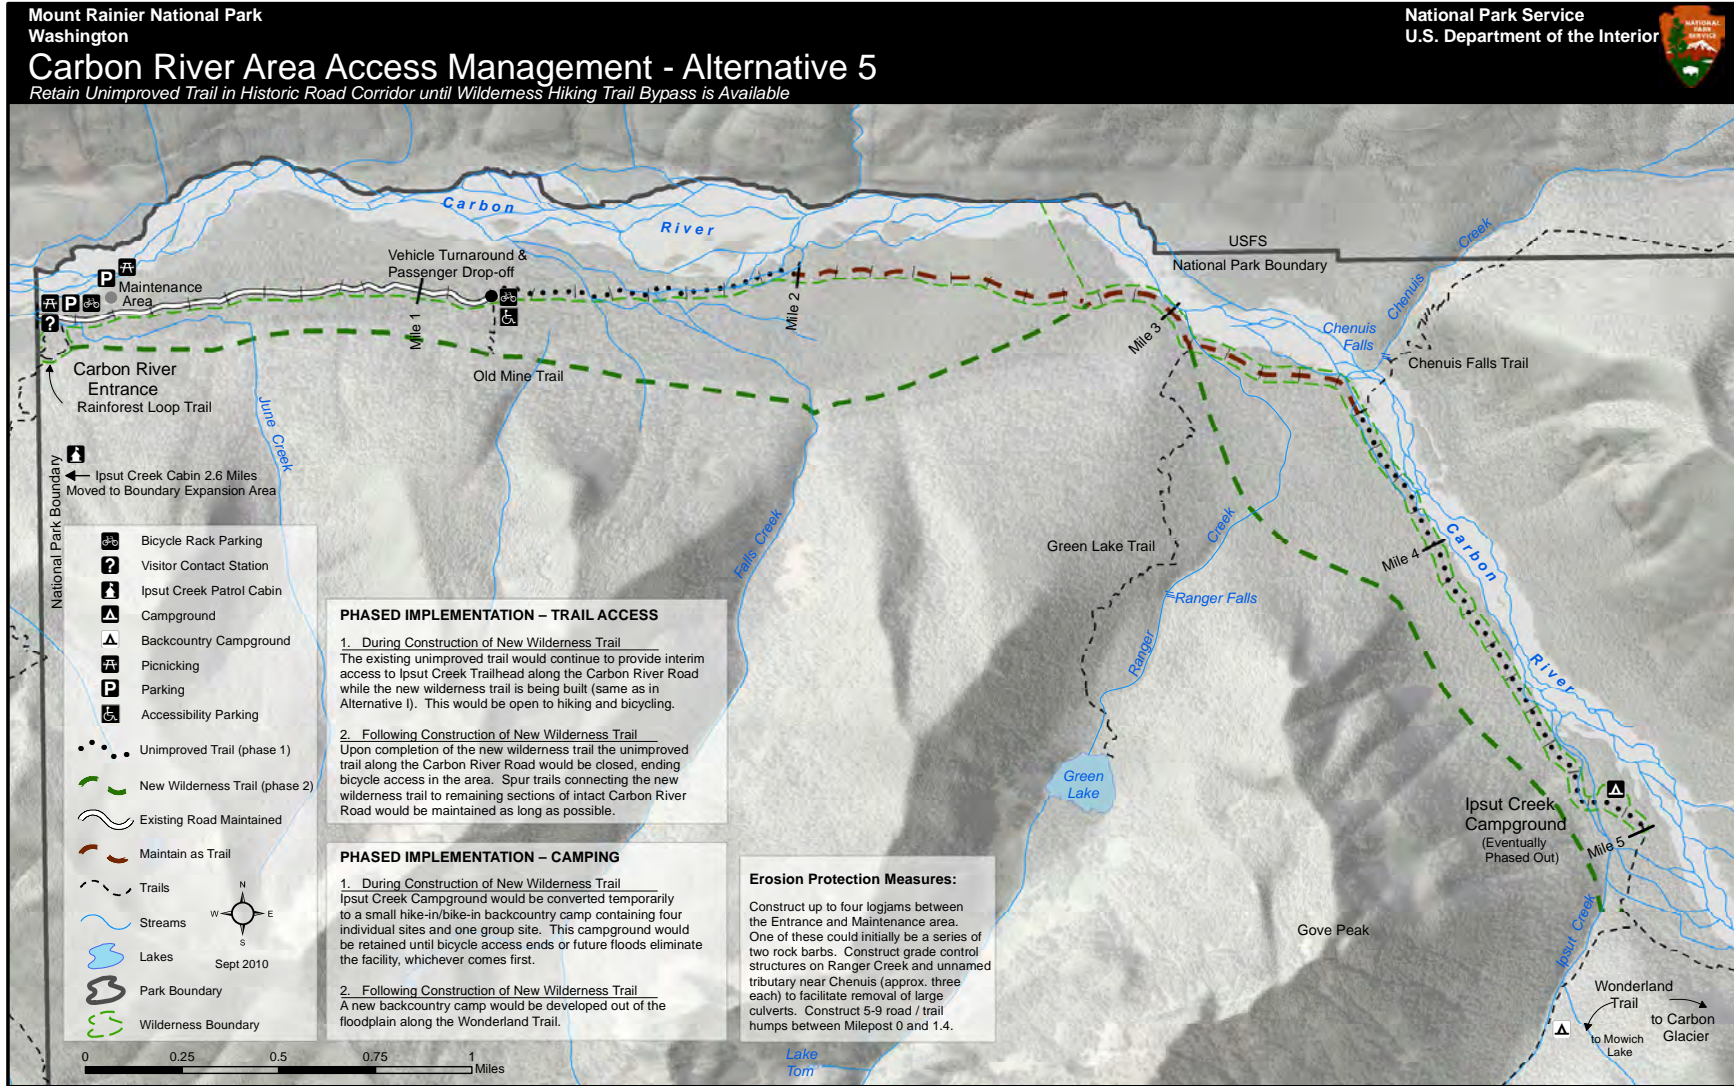 Mount Rainier National Park
Washington
Carbon River Area Access Management - Alternative 5
Retain Unimproved Trail in Historic Road Corridor until Wilderness Hiking Trail Bypass is Available
National Park Service
U.S. Department of the Interior
NATIONAL
PARK
SERVICE
Carbon
River
Vehicle Turnaround &
Passenger Drop-off
Maintenance
Area
Mile 1
Mile 2
Mile 3
USFS
National Park Boundary
Chenuis
Creek
Chenuis
Falls
Chenuis Falls Trail
Carbon River
Entrance
Rainforest Loop Trail
Old Mine Trail
June Creek
National Park Boundary
Ipsut Creek Cabin 2.6 Miles
Moved to Boundary Expansion Area
Falls Creek
Green Lake Trail
Creek
Ranger Falls
Ranger
Green
Lake
Mile 4
Carbon
River
Ipsut Creek
Campground
(Eventually
Phased Out)
Mile 5
Gove Peak
Ipsut Creek
Wonderland
Trail
to Carbon
Glacier
to Mowich
Lake
Lake
Tom
Bicycle Rack Parking
? Visitor Contact Station
Ipsut Creek Patrol Cabin
Campground
Backcountry Campground
Picnicking
P Parking
Accessibility Parking
Unimproved Trail (phase 1)
New Wilderness Trail (phase 2)
Existing Road Maintained
Maintain as Trail
Trails
Streams
Lakes
Park Boundary
Wilderness Boundary
N
W E
S
Sept 2010
0 0.25 0.5 0.75 1
Miles
PHASED IMPLEMENTATION – TRAIL ACCESS
1. During Construction of New Wilderness Trail
The existing unimproved trail would continue to provide interim
access to Ipsut Creek Trailhead along the Carbon River Road
while the new wilderness trail is being built (same as in
Alternative I). This would be open to hiking and bicycling.
2. Following Construction of New Wilderness Trail
Upon completion of the new wilderness trail the unimproved
trail along the Carbon River Road would be closed, ending
bicycle access in the area. Spur trails connecting the new
wilderness trail to remaining sections of intact Carbon River
Road would be maintained as long as possible.
PHASED IMPLEMENTATION – CAMPING
1. During Construction of New Wilderness Trail
Ipsut Creek Campground would be converted temporarily
to a small hike-in/bike-in backcountry camp containing four
individual sites and one group site. This campground would
be retained until bicycle access ends or future floods eliminate
the facility, whichever comes first.
2. Following Construction of New Wilderness Trail
A new backcountry camp would be developed out of the
floodplain along the Wonderland Trail.
Erosion Protection Measures:
Construct up to four logjams between
the Entrance and Maintenance area.
One of these could initially be a series of
two rock barbs. Construct grade control
structures on Ranger Creek and unnamed
tributary near Chenuis (approx. three
each) to facilitate removal of large
culverts. Construct 5-9 road / trail
humps between Milepost 0 and 1.4.